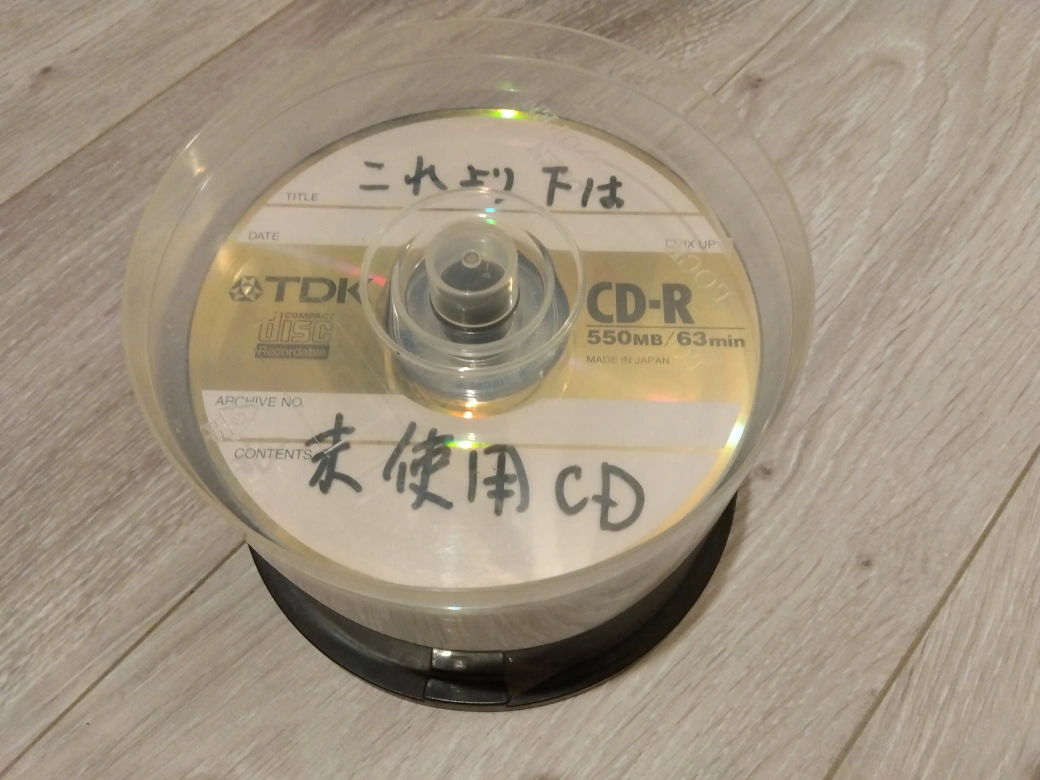 これより下は
TITLE
DATE
TDK
CD-R
COMPACT
disc
Recordable
550MB/63min
MADE IN JAPAN
ARCHIVE NO.
CONTENTS
未使用CD